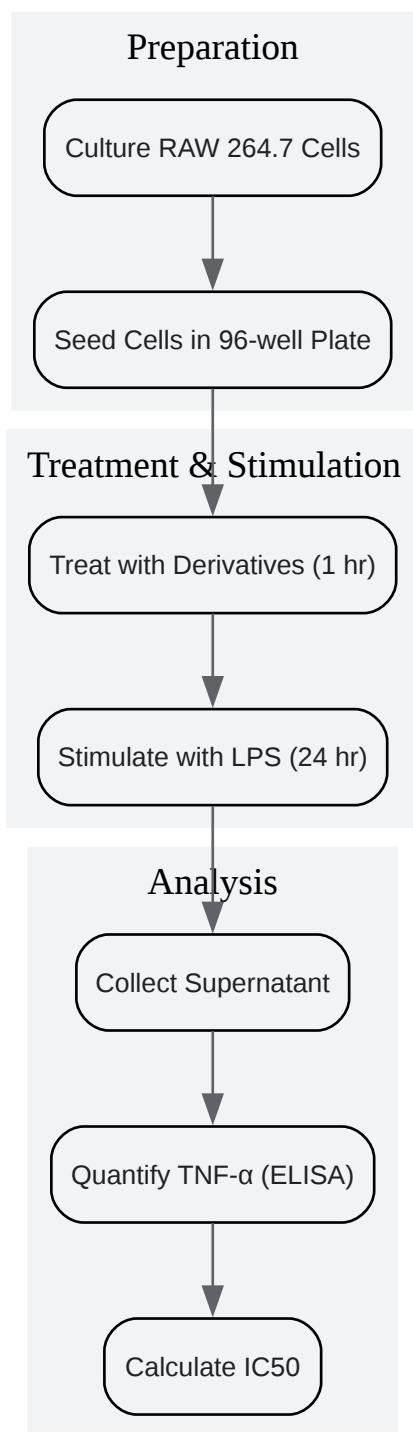 Preparation
Culture RAW 264.7 Cells
Seed Cells in 96-well Plate
Treatment & Stimulation
Treat with Derivatives (1 hr)
Stimulate with LPS (24 hr)
Analysis
Collect Supernatant
Quantify TNF-α (ELISA)
Calculate IC50